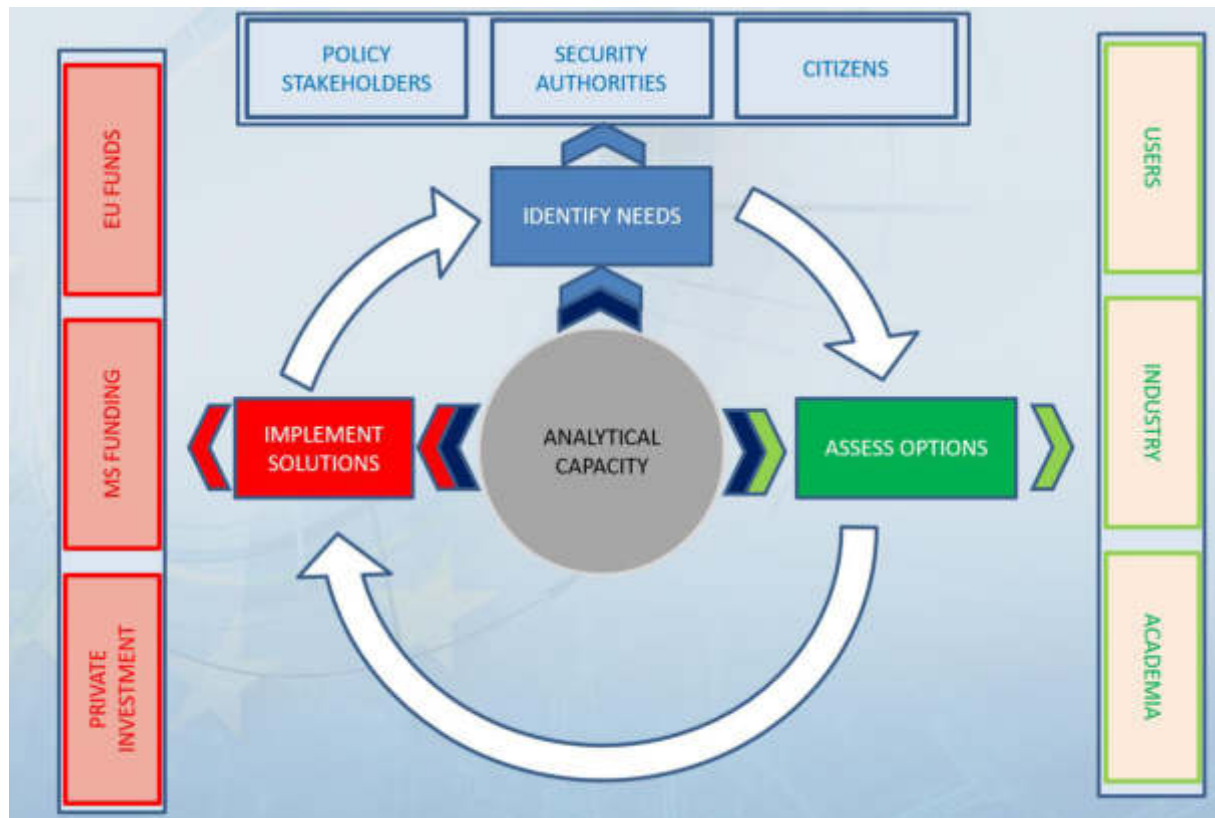 POLICY
STAKEHOLDERS
SECURITY
AUTHORITIES
CITIZENS
EU FUNDS
MS FUNDING
PRIVATE
INVESTMENT
IDENTIFY NEEDS
IMPLEMENT
SOLUTIONS
ANALYTICAL
CAPACITY
ASSESS OPTIONS
USERS
INDUSTRY
ACADEMIA